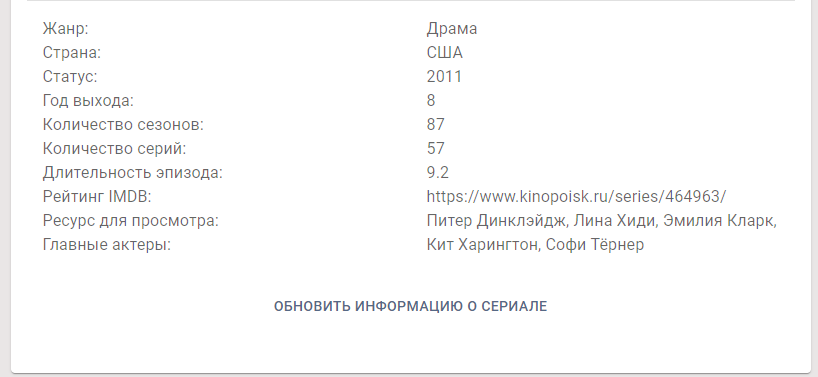 Жанр: Драма
Страна: США
Статус: 2011
Год выхода: 8
Количество сезонов: 87
Количество серий: 57
Длительность эпизода: 9.2
Рейтинг IMDB: https://www.kinopoisk.ru/series/464963/
Ресурс для просмотра: Питер Динклэйдж, Лина Хиди, Эмилия Кларк,
Главные актеры: Кит Харингтон, Софи Тёрнер
ОБНОВИТЬ ИНФОРМАЦИЮ О СЕРИАЛЕ